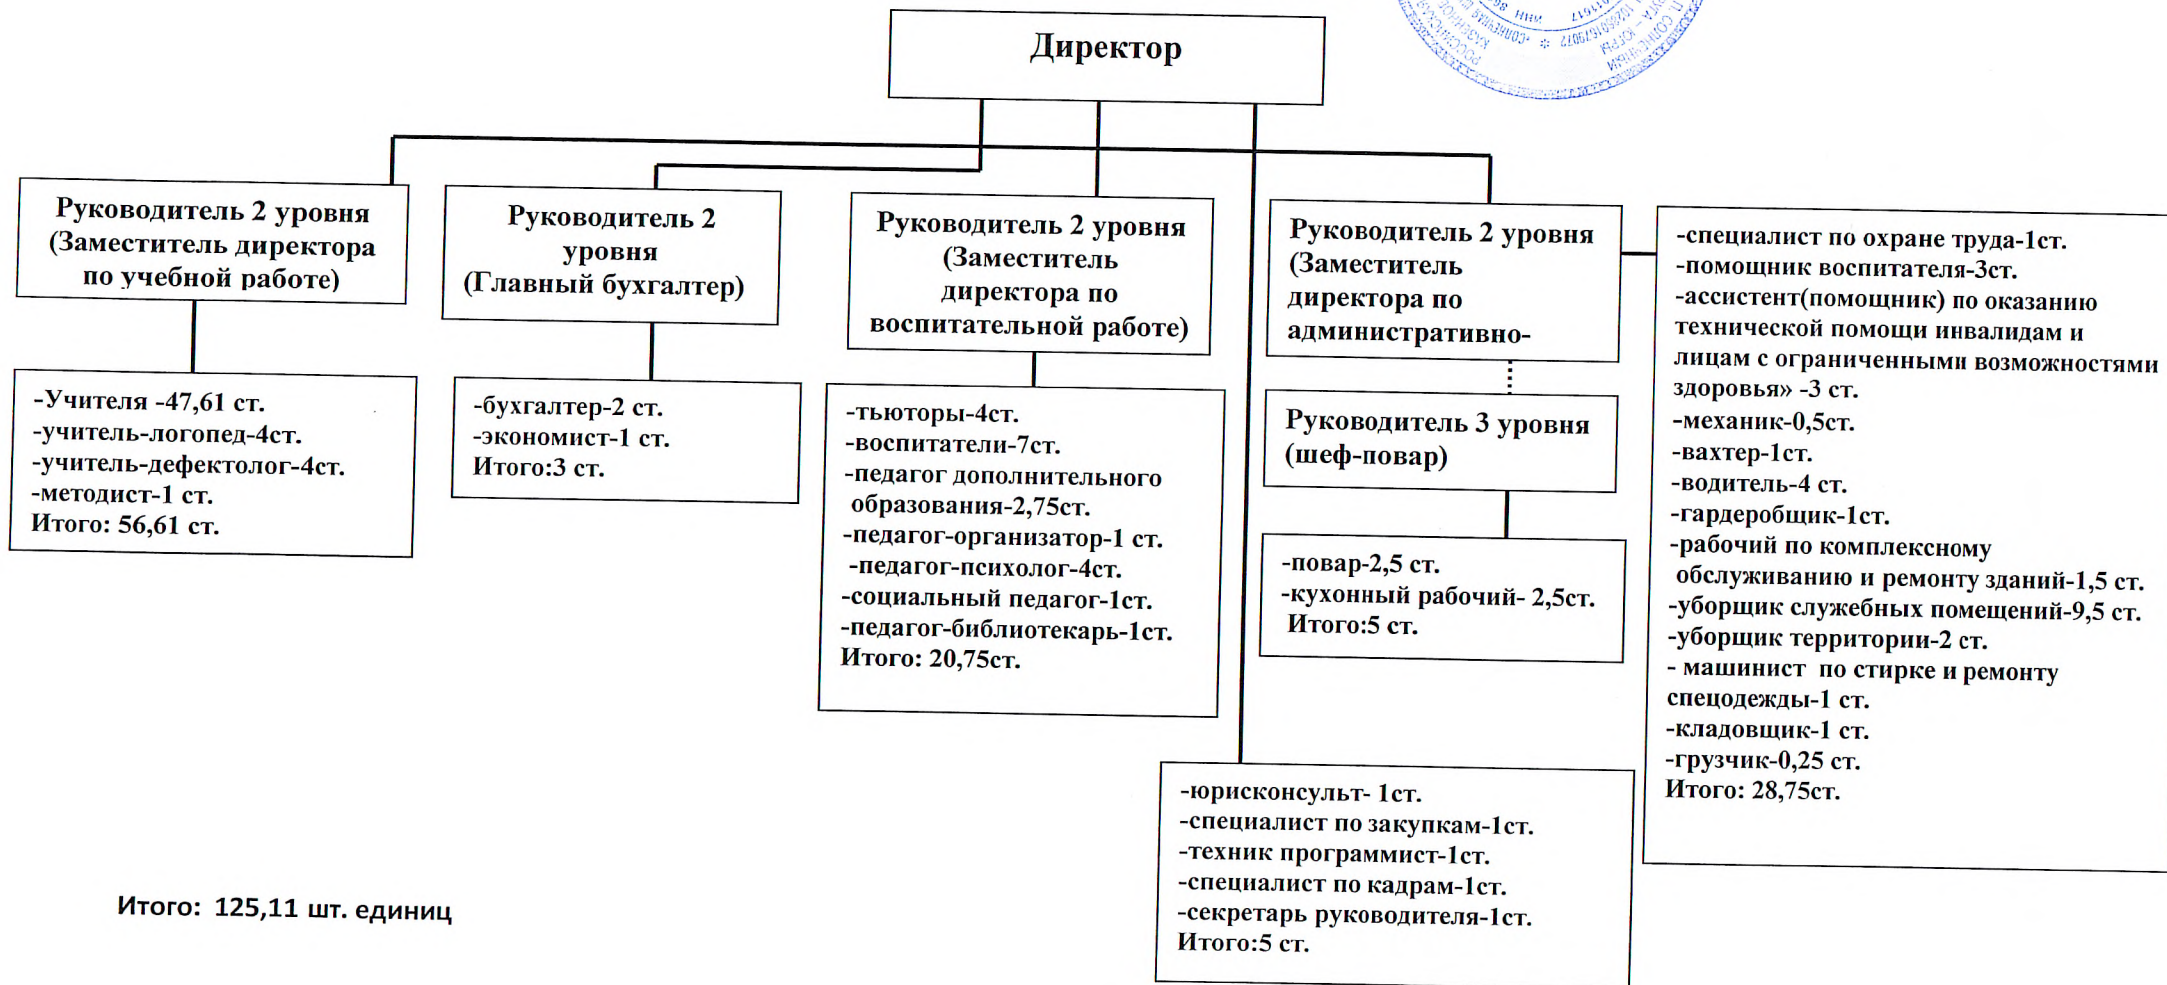 Директор
Руководитель 2 уровня
(Заместитель директора
по учебной работе)
Руководитель 2
уровня
(Главный бухгалтер)
Руководитель 2 уровня
(Заместитель
директора по
воспитательной работе)
Руководитель 2 уровня
(Заместитель
директора по
административно-
-специалист по охране труда-1ст.
-помощник воспитателя-3ст.
-ассистент(помощник) по оказанию
технической помощи инвалидам и
лицам с ограниченными возможностями
здоровья» -3 ст.
-механик-0,5ст.
-вахтер-1ст.
-водитель-4 ст.
-гардеробщик-1ст.
-рабочий по комплексному
обслуживанию и ремонту зданий-1,5 ст.
-уборщик служебных помещений-9,5 ст.
-уборщик территории-2 ст.
- машинист по стирке и ремонту
спецодежды-1 ст.
-кладовщик-1 ст.
-грузчик-0,25 ст.
Итого: 28,75ст.
-Учителя -47,61 ст.
-учитель-логопед-4ст.
-учитель-дефектолог-4ст.
-методист-1 ст.
Итого: 56,61 ст.
-бухгалтер-2 ст.
-экономист-1 ст.
Итого:3 ст.
-тьюторы-4ст.
-воспитатели-7ст.
-педагог дополнительного
образования-2,75ст.
-педагог-организатор-1 ст.
-педагог-психолог-4ст.
-социальный педагог-1ст.
-педагог-библиотекарь-1ст.
Итого: 20,75ст.
Руководитель 3 уровня
(шеф-повар)
-повар-2,5 ст.
-кухонный рабочий- 2,5ст.
Итого:5 ст.
-юрисконсульт- 1ст.
-специалист по закупкам-1ст.
-техник программист-1ст.
-специалист по кадрам-1ст.
-секретарь руководителя-1ст.
Итого:5 ст.
Итого: 125,11 шт. единиц